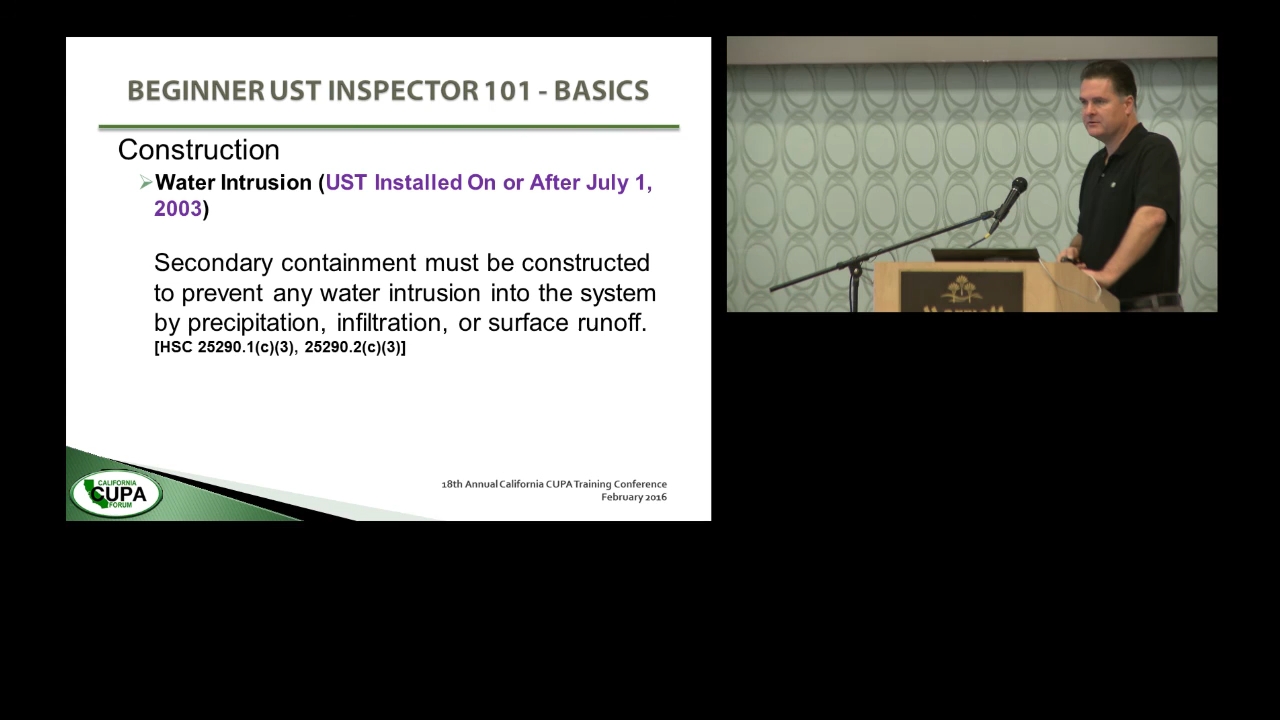 BEGINNER UST INSPECTOR 101 - BASICS
Construction
Water Intrusion (UST Installed On or After July 1,
2003)
Secondary containment must be constructed
to prevent any water intrusion into the system
by precipitation, infiltration, or surface runoff.
[HSC 25290.1(c)(3), 25290.2(c)(3)]
18th Annual California CUPA Training Conference
February 2016
CALIFORNIA
CUPA
FORUM